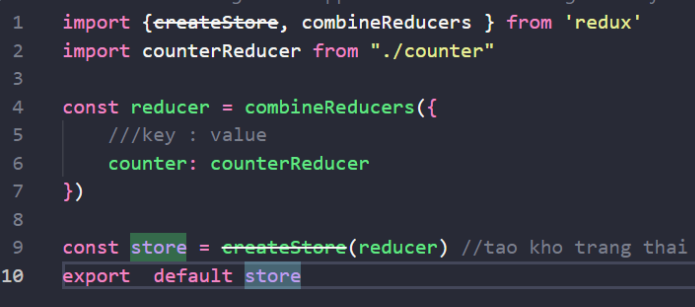 1 import {createStore, combineReducers } from 'redux'
2 import counterReducer from "./counter"
3
4 const reducer = combineReducers({
5 ///key : value
6 counter: counterReducer
7 })
8
9 const store = createStore(reducer) //tao kho trang thai
10 export  default store